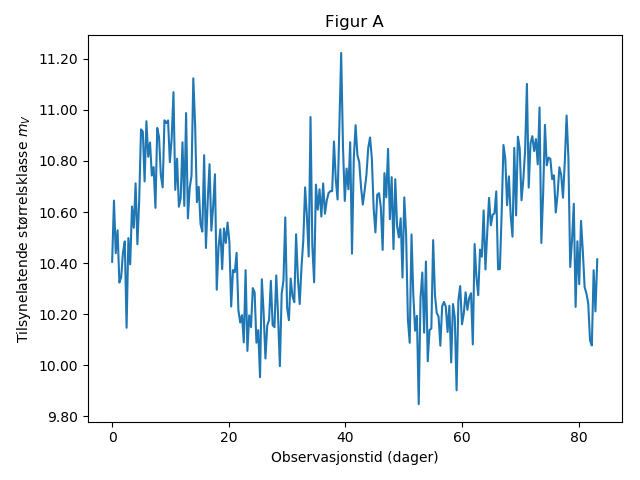 Figur A
Tilsynelatende størrelsklasse $m_V$
11.20
11.00
10.80
10.60
10.40
10.20
10.00
9.80
0 20 40 60 80
Observasjonstid (dager)